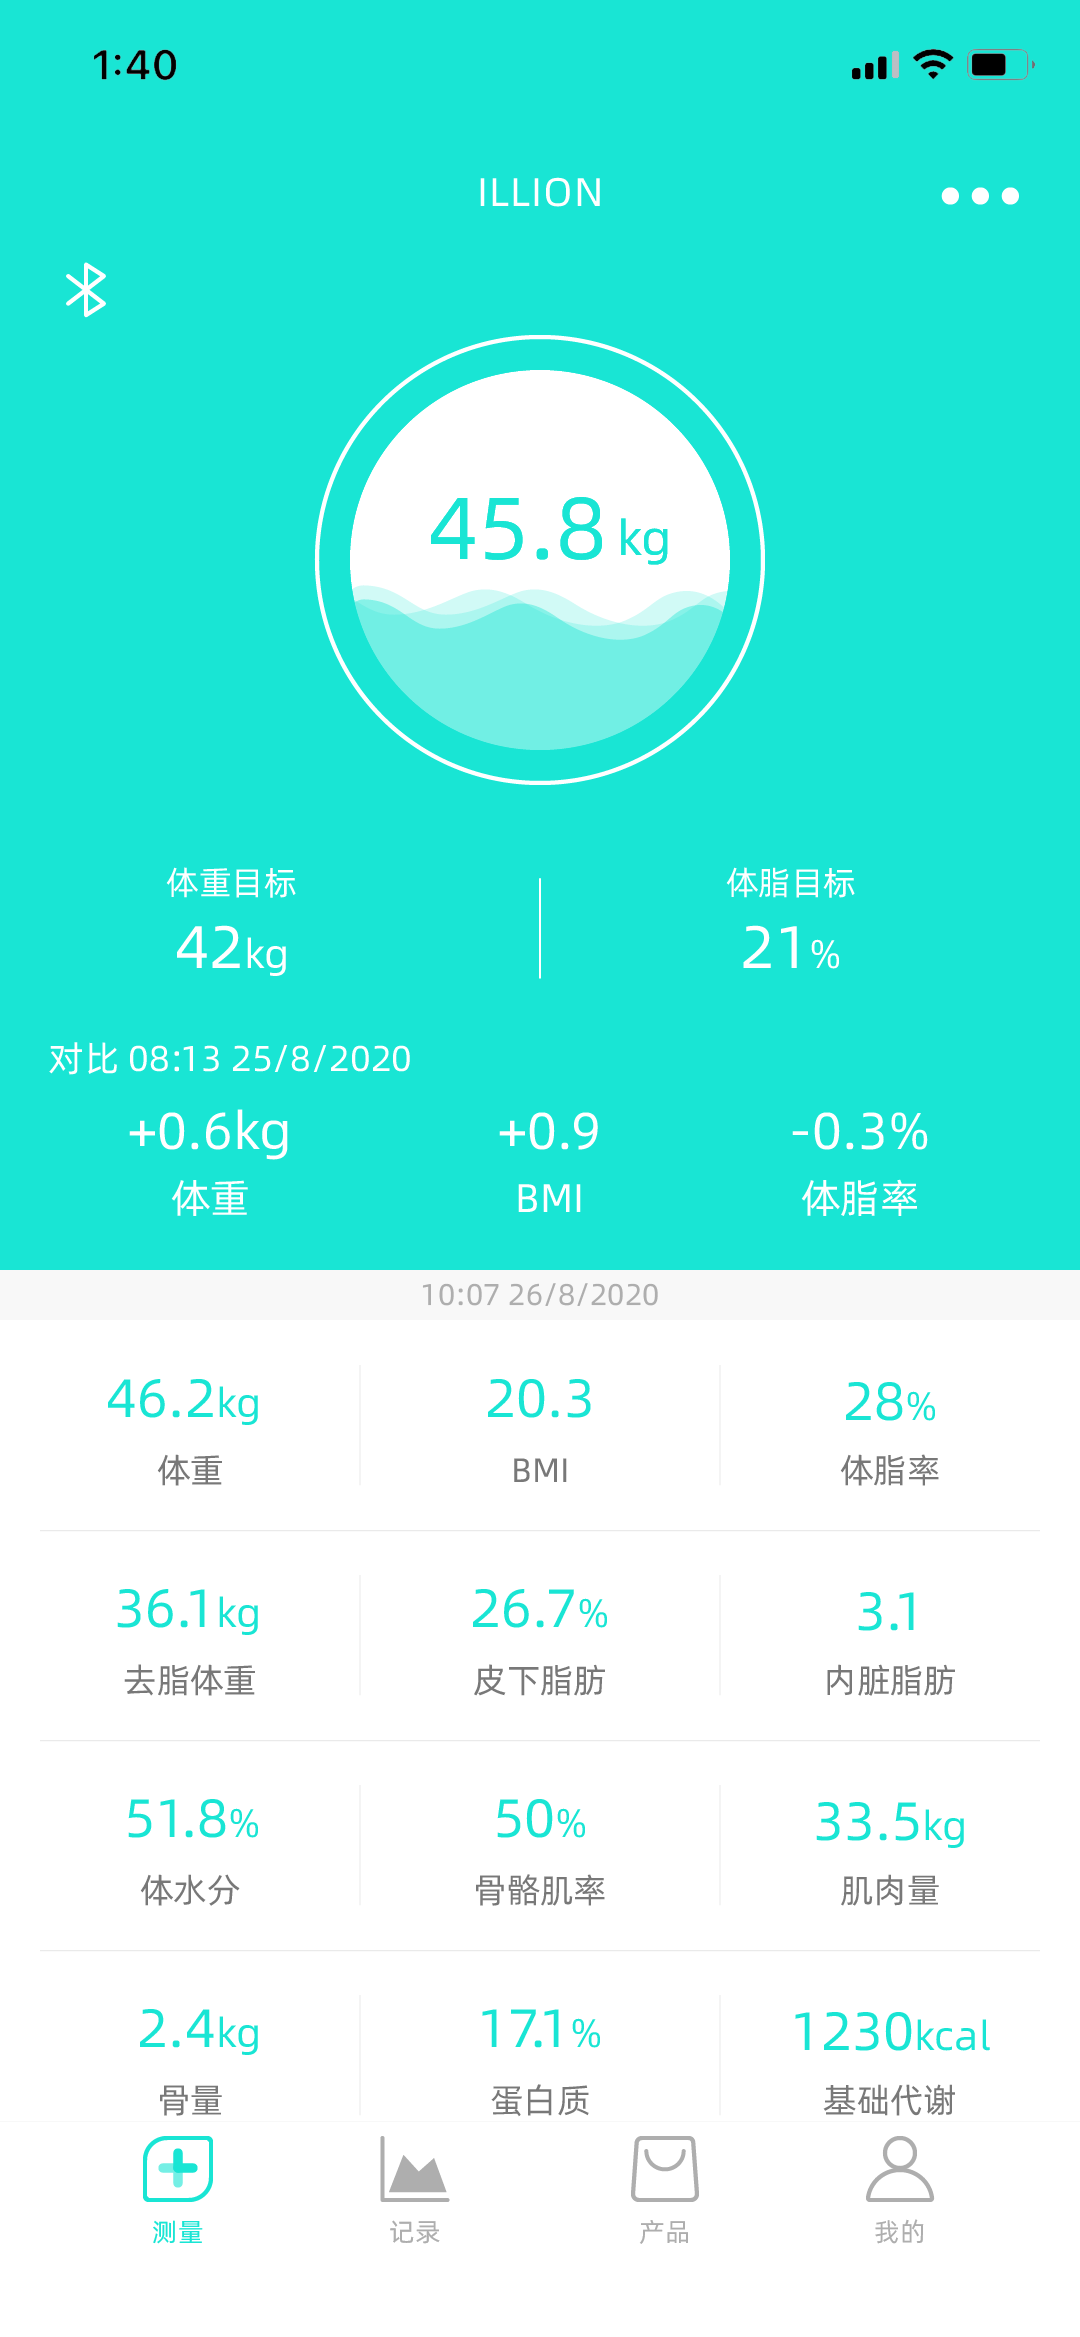 1:40
ILLION
45.8 kg
体重目标 体脂目标
42kg 21%
对比 08:13 25/8/2020
+0.6kg +0.9 -0.3%
体重 BMI 体脂率
10:07 26/8/2020
46.2kg 20.3 28%
体重 BMI 体脂率
36.1kg 26.7% 3.1
去脂体重 皮下脂肪 内脏脂肪
51.8% 50% 33.5kg
体水分 骨骼肌率 肌肉量
2.4kg 17.1% 1230kcal
骨量 蛋白质 基础代谢
测量 记录 产品 我的